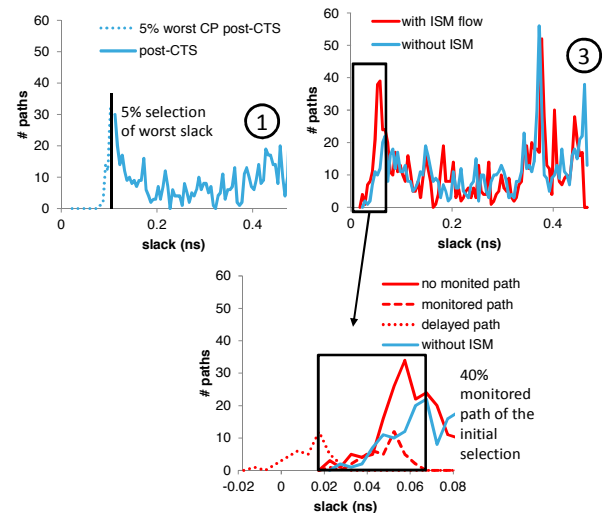 5% worst CP post-CTS
post-CTS
60
50
40
30
20
10
0
# paths
5% selection
of worst slack
1
0
0.2
0.4
slack (ns)
with ISM flow
without ISM
60
50
40
30
20
10
0
# paths
3
0
0.2
0.4
slack (ns)
no monited path
monitored path
delayed path
without ISM
60
50
40
30
20
10
0
# paths
40%
monitored
path of the
initial
selection
-0.02
0
0.02
0.04
0.06
0.08
slack (ns)